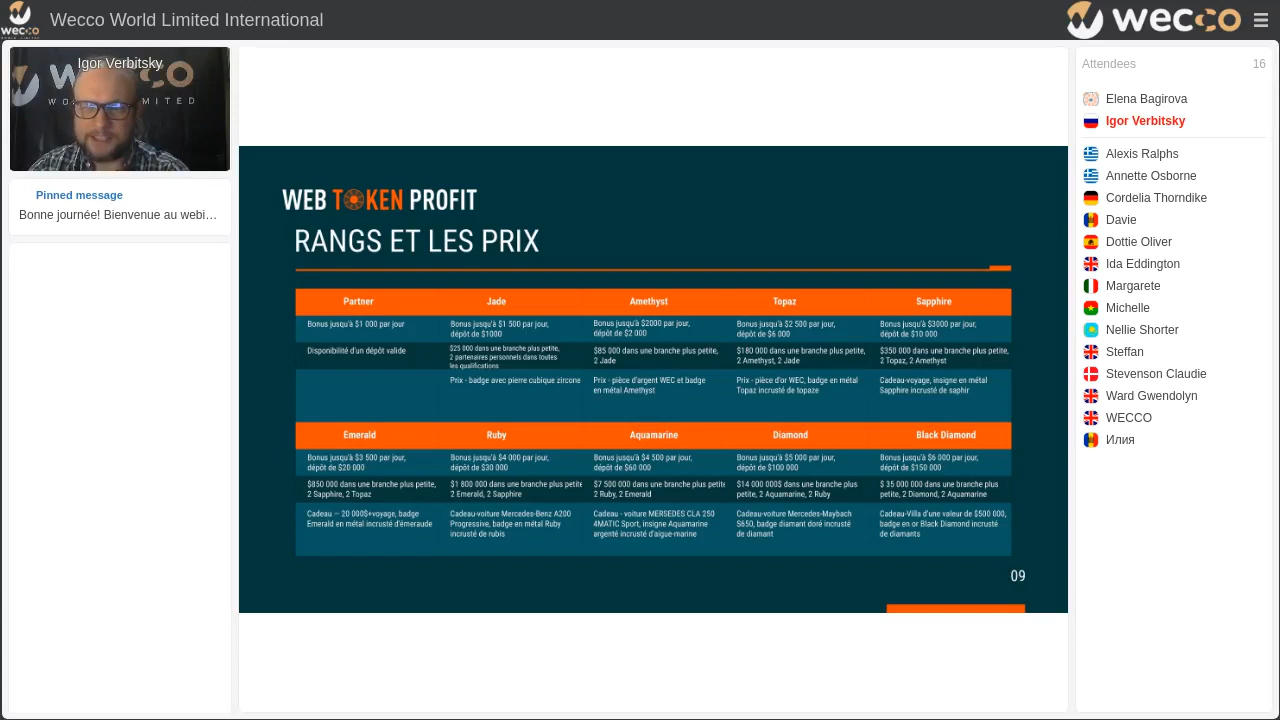 Wecco World Limited International
wecco
WORLD LIMITED
wecco
Igor Verbitsky
WECCO
WORLD LIMITED
Pinned message
Bonne journée! Bienvenue au webi…
WEB TOKEN PROFIT
RANGS ET LES PRIX
Partner
Jade
Amethyst
Topaz
Sapphire
Bonus jusqu'à $1 000 par jour
Bonus jusqu'à $1 500 par jour,
dépôt de $1000
Bonus jusqu'à $2000 par jour,
dépôt de $2 000
Bonus jusqu'à $2 500 par jour,
dépôt de $6 000
Bonus jusqu'à $3000 par jour,
dépôt de $10 000
Disponibilité d'un dépôt valide
$25 000 dans une branche plus petite,
2 partenaires personnels dans toutes
les qualifications
$85 000 dans une branche plus petite,
2 Jade
$180 000 dans une branche plus petite,
2 Amethyst, 2 Jade
$350 000 dans une branche plus petite,
2 Topaz, 2 Amethyst
Prix - badge avec pierre cubique zircone
Prix - pièce d'argent WEC et badge
en métal Amethyst
Prix - pièce d'or WEC, badge en métal
Topaz incrusté de topaze
Cadeau-voyage, insigne en métal
Sapphire incrusté de saphir
Emerald
Ruby
Aquamarine
Diamond
Black Diamond
Bonus jusqu'à $3 500 par jour,
dépôt de $20 000
Bonus jusqu'à $4 000 par jour,
dépôt de $30 000
Bonus jusqu'à $4 500 par jour,
dépôt de $60 000
Bonus jusqu'à $5 000 par jour,
dépôt de $100 000
Bonus jusqu'à $6 000 par jour,
dépôt de $150 000
$850 000 dans une branche plus petite,
2 Sapphire, 2 Topaz
$1 800 000 dans une branche plus petite
2 Emerald, 2 Sapphire
$7 500 000 dans une branche plus petite
2 Ruby, 2 Emerald
$14 000 000$ dans une branche plus
petite, 2 Aquamarine, 2 Ruby
$ 35 000 000 dans une branche plus
petite, 2 Diamond, 2 Aquamarine
Cadeau — 20 000$+voyage, badge
Emerald en métal incrusté d'émeraude
Cadeau-voiture Mercedes-Benz A200
Progressive, badge en métal Ruby
incrusté de rubis
Cadeau - voiture MERSEDES CLA 250
4MATIC Sport, insigne Aquamarine
argenté incrusté d'aigue-marine
Cadeau-voiture Mercedes-Maybach
S650, badge diamant doré incrusté
de diamant
Cadeau-Villa d'une valeur de $500 000,
badge en or Black Diamond incrusté
de diamants
09
Attendees 16
Elena Bagirova
Igor Verbitsky
Alexis Ralphs
Annette Osborne
Cordelia Thorndike
Davie
Dottie Oliver
Ida Eddington
Margarete
Michelle
Nellie Shorter
Steffan
Stevenson Claudie
Ward Gwendolyn
WECCO
Илия